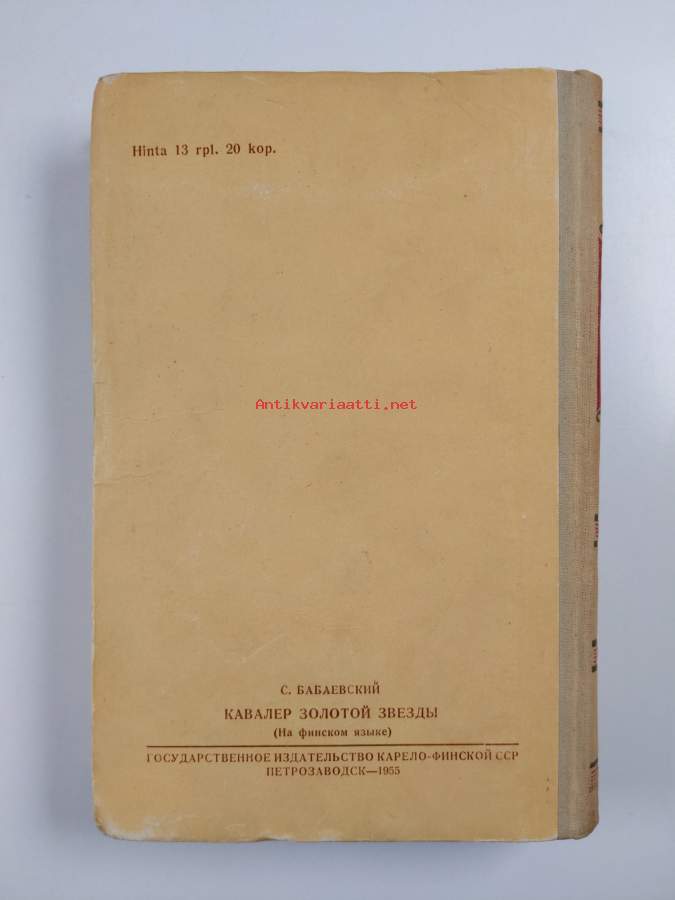 Hinta 13 rpl. 20 kop.
Antikvariaatti.net
С. БАБАЕВСКИЙ
КАВАЛЕР ЗОЛОТОЙ ЗВЕЗДЫ
(На финском языке)
ГОСУДАРСТВЕННОЕ ИЗДАТЕЛЬСТВО КАРЕЛО-ФИНСКОЙ ССР
ПЕТРОЗАВОДСК—1955